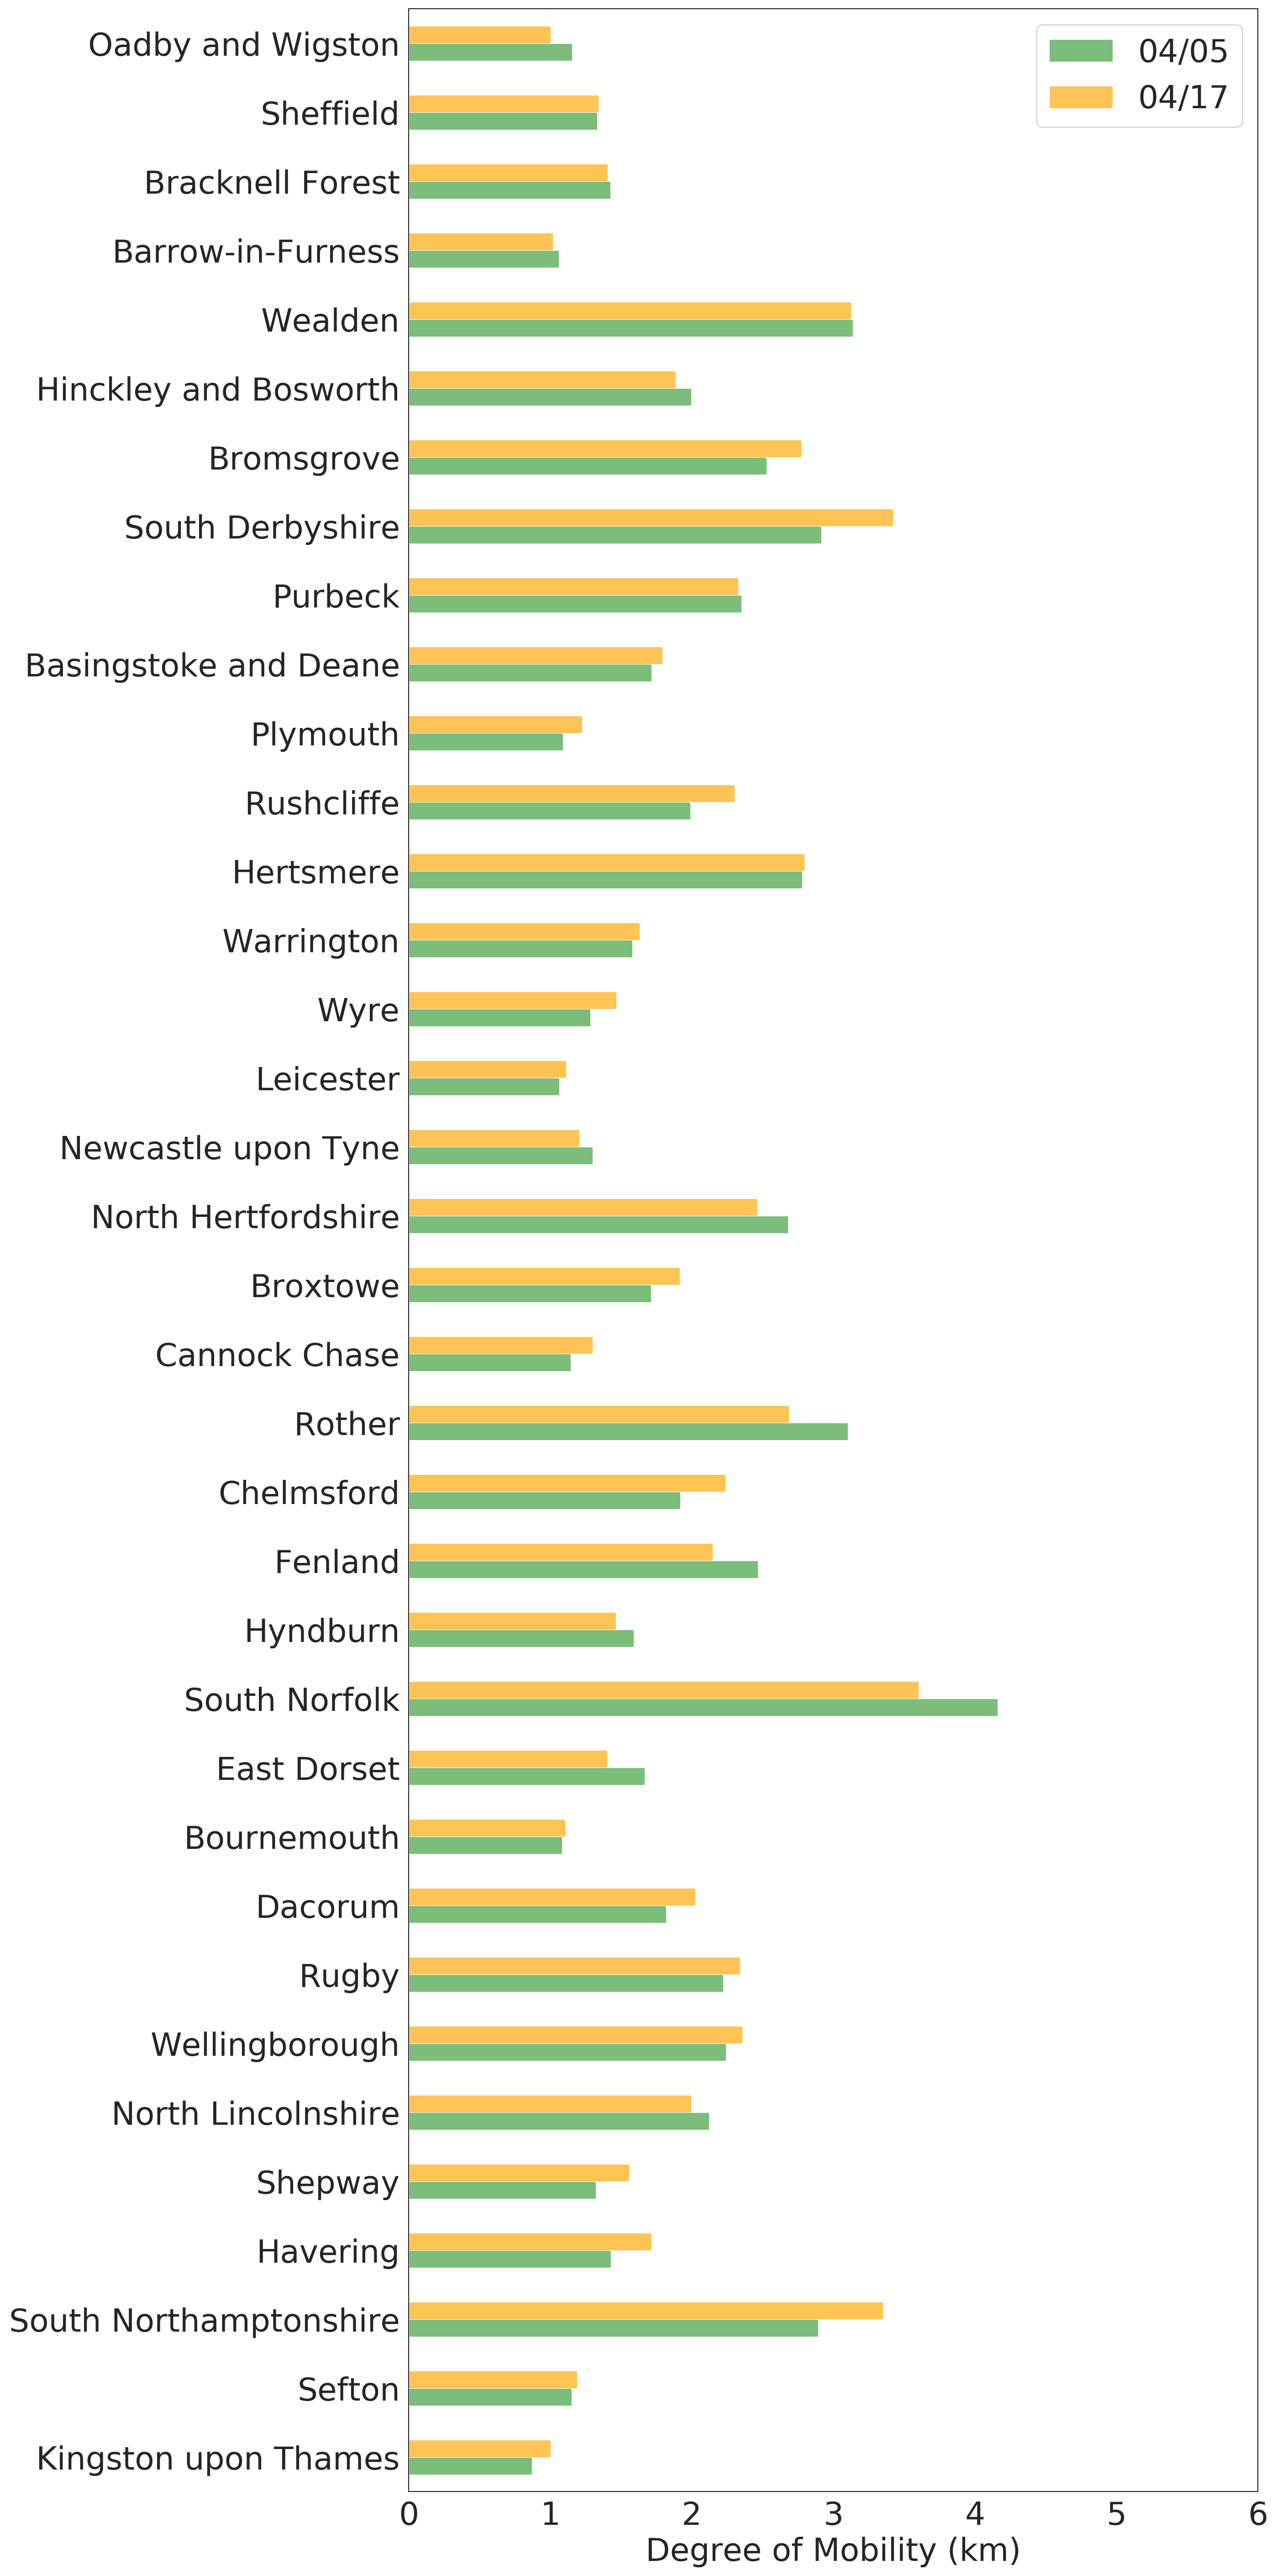 Oadby and Wigston
Sheffield
Bracknell Forest
Barrow-in-Furness
Wealden
Hinckley and Bosworth
Bromsgrove
South Derbyshire
Purbeck
Basingstoke and Deane
Plymouth
Rushcliffe
Hertsmere
Warrington
Wyre
Leicester
Newcastle upon Tyne
North Hertfordshire
Broxtowe
Cannock Chase
Rother
Chelmsford
Fenland
Hyndburn
South Norfolk
East Dorset
Bournemouth
Dacorum
Rugby
Wellingborough
North Lincolnshire
Shepway
Havering
South Northamptonshire
Sefton
Kingston upon Thames
04/05
04/17
0 1 2 3 4 5 6
Degree of Mobility (km)